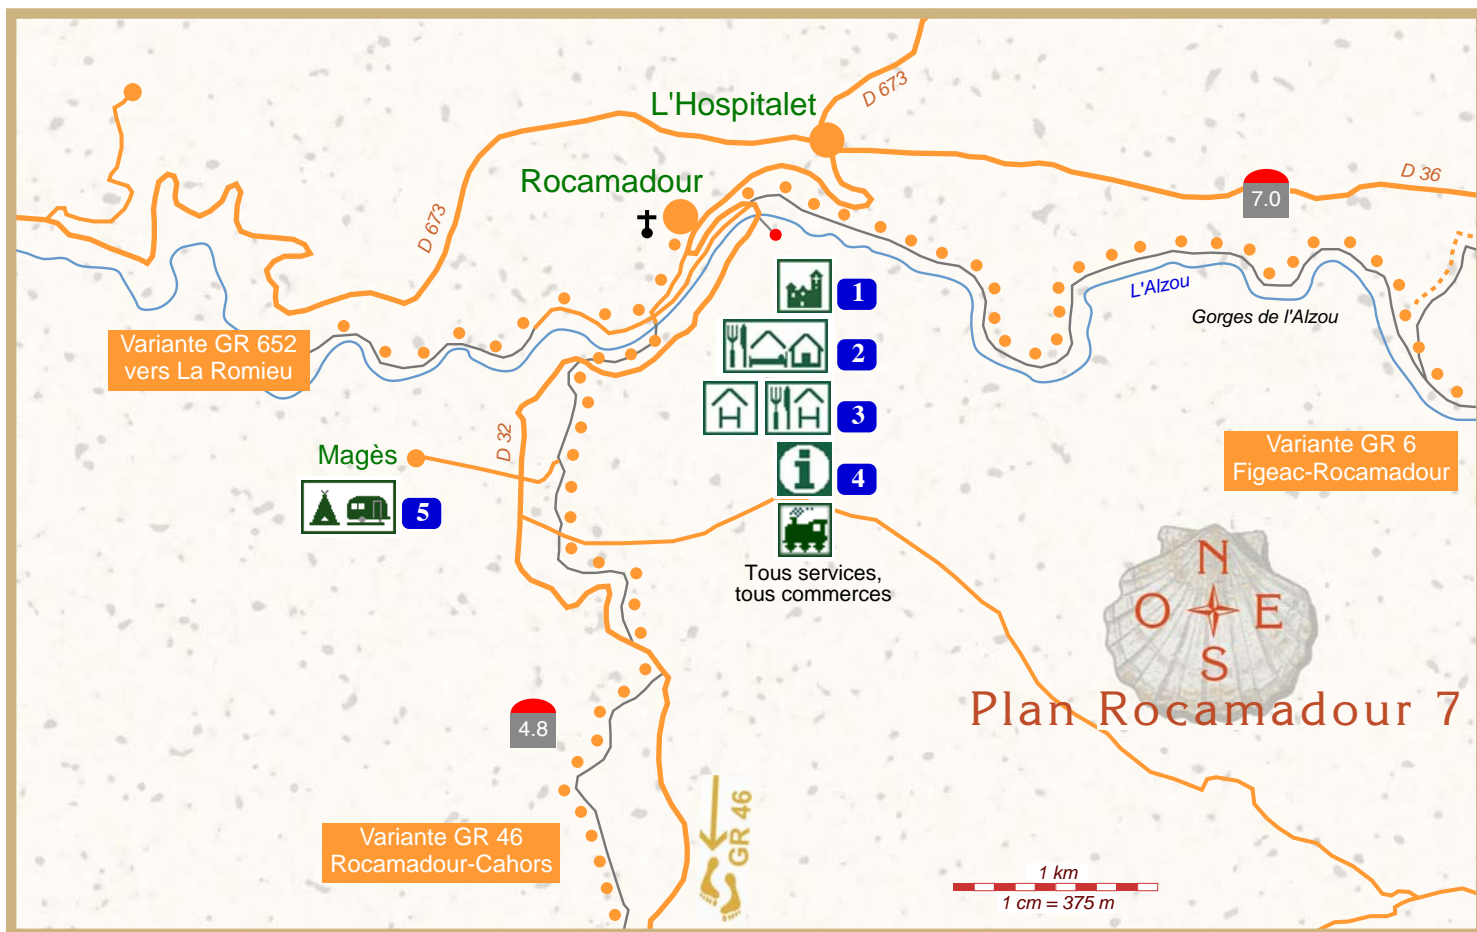 D 673
L'Hospitalet
Rocamadour
D 36
7.0
D 673
1
L'Alzou
Gorges de l'Alzou
Variante GR 652
vers La Romieu
2
3
D 32
Magès
Variante GR 6
Figeac-Rocamadour
4
5
Tous services,
tous commerces
N
O E
S
Plan Rocamadour 7
4.8
GR 46
Variante GR 46
Rocamadour-Cahors
1 km
1 cm = 375 m